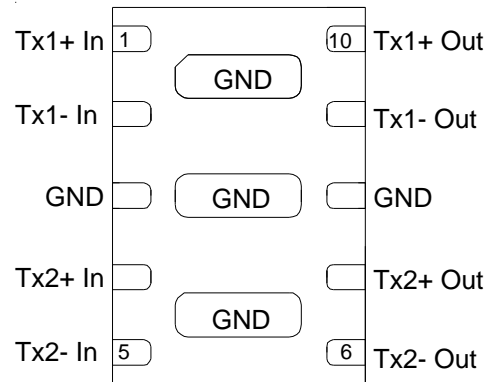 Tx1+ In 1 10 Tx1+ Out
GND
Tx1- In Tx1- Out
GND GND GND
Tx2+ In Tx2+ Out
GND
Tx2- In 5 6 Tx2- Out